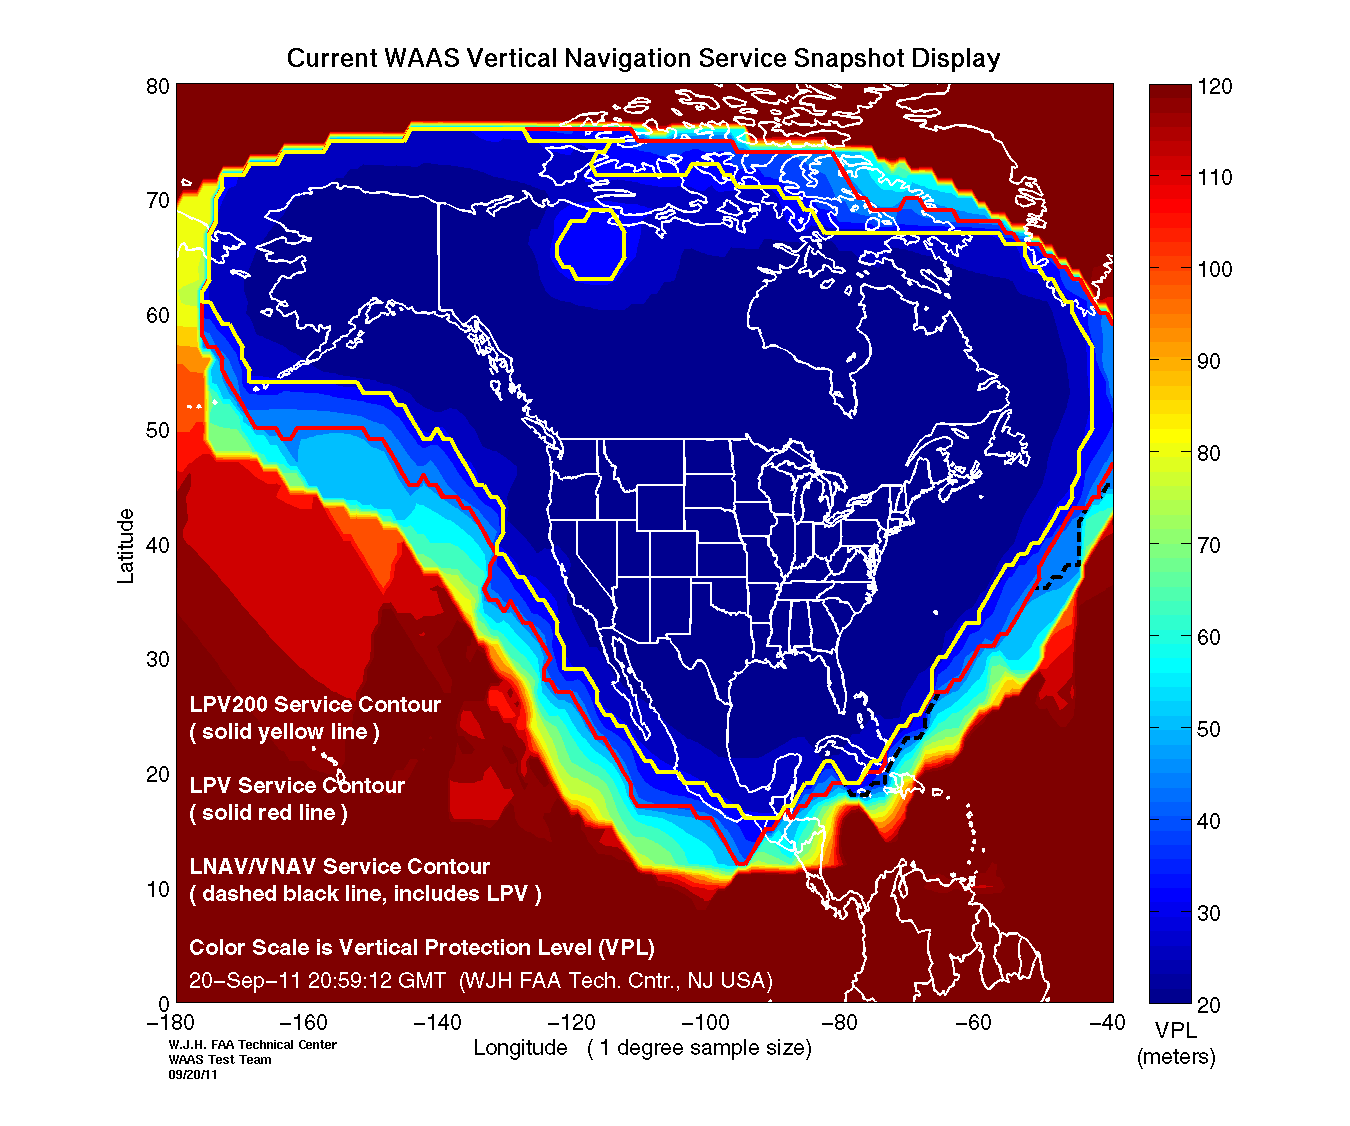 Current WAAS Vertical Navigation Service Snapshot Display
80
70
60
50
40
30
20
10
0
Latitude
−180
−160
−140
−120
−100
−80
−60
−40
Longitude ( 1 degree sample size)
LPV200 Service Contour
( solid yellow line )
LPV Service Contour
( solid red line )
LNAV/VNAV Service Contour
( dashed black line, includes LPV )
Color Scale is Vertical Protection Level (VPL)
20−Sep−11 20:59:12 GMT (WJH FAA Tech. Cntr., NJ USA)
120
110
100
90
80
70
60
50
40
30
20
VPL
(meters)
W.J.H. FAA Technical Center
WAAS Test Team
09/20/11